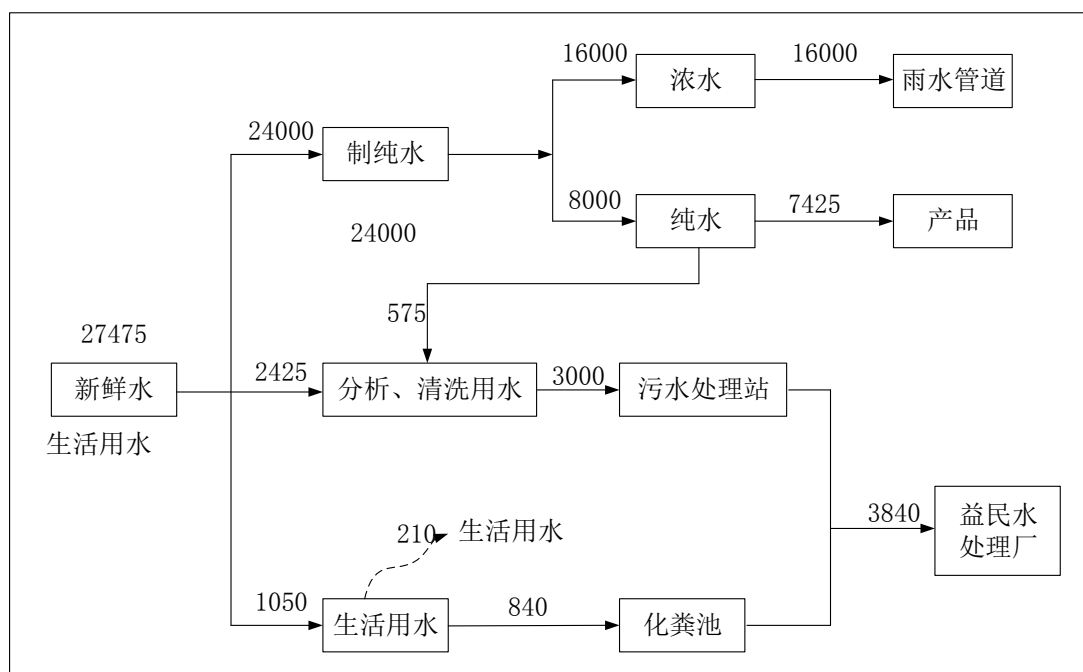 16000
浓水
16000
雨水管道
24000
制纯水
8000
纯水
7425
产品
24000
575
27475
新鲜水
2425
分析、清洗用水
3000
污水处理站
生活用水
3840
益民水
处理厂
210
生活用水
1050
生活用水
840
化粪池